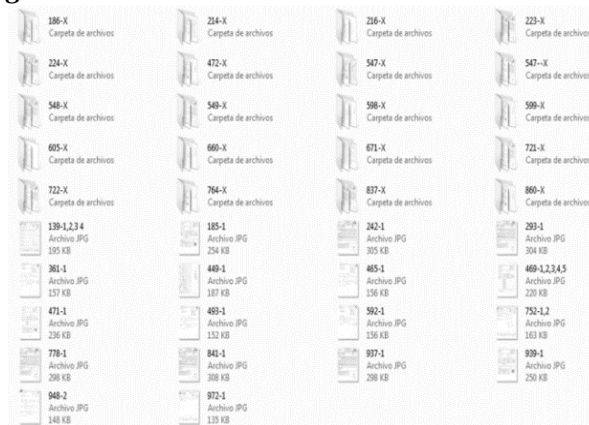 186-X
Carpeta de archivos
214-X
Carpeta de archivos
216-X
Carpeta de archivos
223-X
Carpeta de archivos
224-X
Carpeta de archivos
472-X
Carpeta de archivos
547-X
Carpeta de archivos
547--X
Carpeta de archivos
548-X
Carpeta de archivos
549-X
Carpeta de archivos
598-X
Carpeta de archivos
599-X
Carpeta de archivos
605-X
Carpeta de archivos
660-X
Carpeta de archivos
671-X
Carpeta de archivos
721-X
Carpeta de archivos
722-X
Carpeta de archivos
764-X
Carpeta de archivos
837-X
Carpeta de archivos
860-X
Carpeta de archivos
139-1,2,3 4
Archivo JPG
195 KB
185-1
Archivo JPG
254 KB
242-1
Archivo JPG
305 KB
293-1
Archivo JPG
304 KB
361-1
Archivo JPG
157 KB
449-1
Archivo JPG
187 KB
465-1
Archivo JPG
156 KB
469-1,2,3,4,5
Archivo JPG
220 KB
471-1
Archivo JPG
236 KB
493-1
Archivo JPG
152 KB
592-1
Archivo JPG
156 KB
752-1,2
Archivo JPG
163 KB
778-1
Archivo JPG
298 KB
841-1
Archivo JPG
308 KB
937-1
Archivo JPG
298 KB
939-1
Archivo JPG
250 KB
948-2
Archivo JPG
148 KB
972-1
Archivo JPG
135 KB